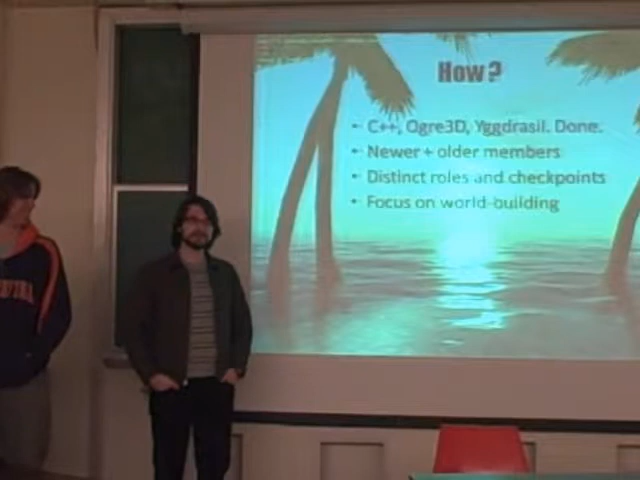 How?
- C++, Ogre3D, Yggdrasil. Done.
- Newer + older members
- Distinct roles and checkpoints
- Focus on world-building